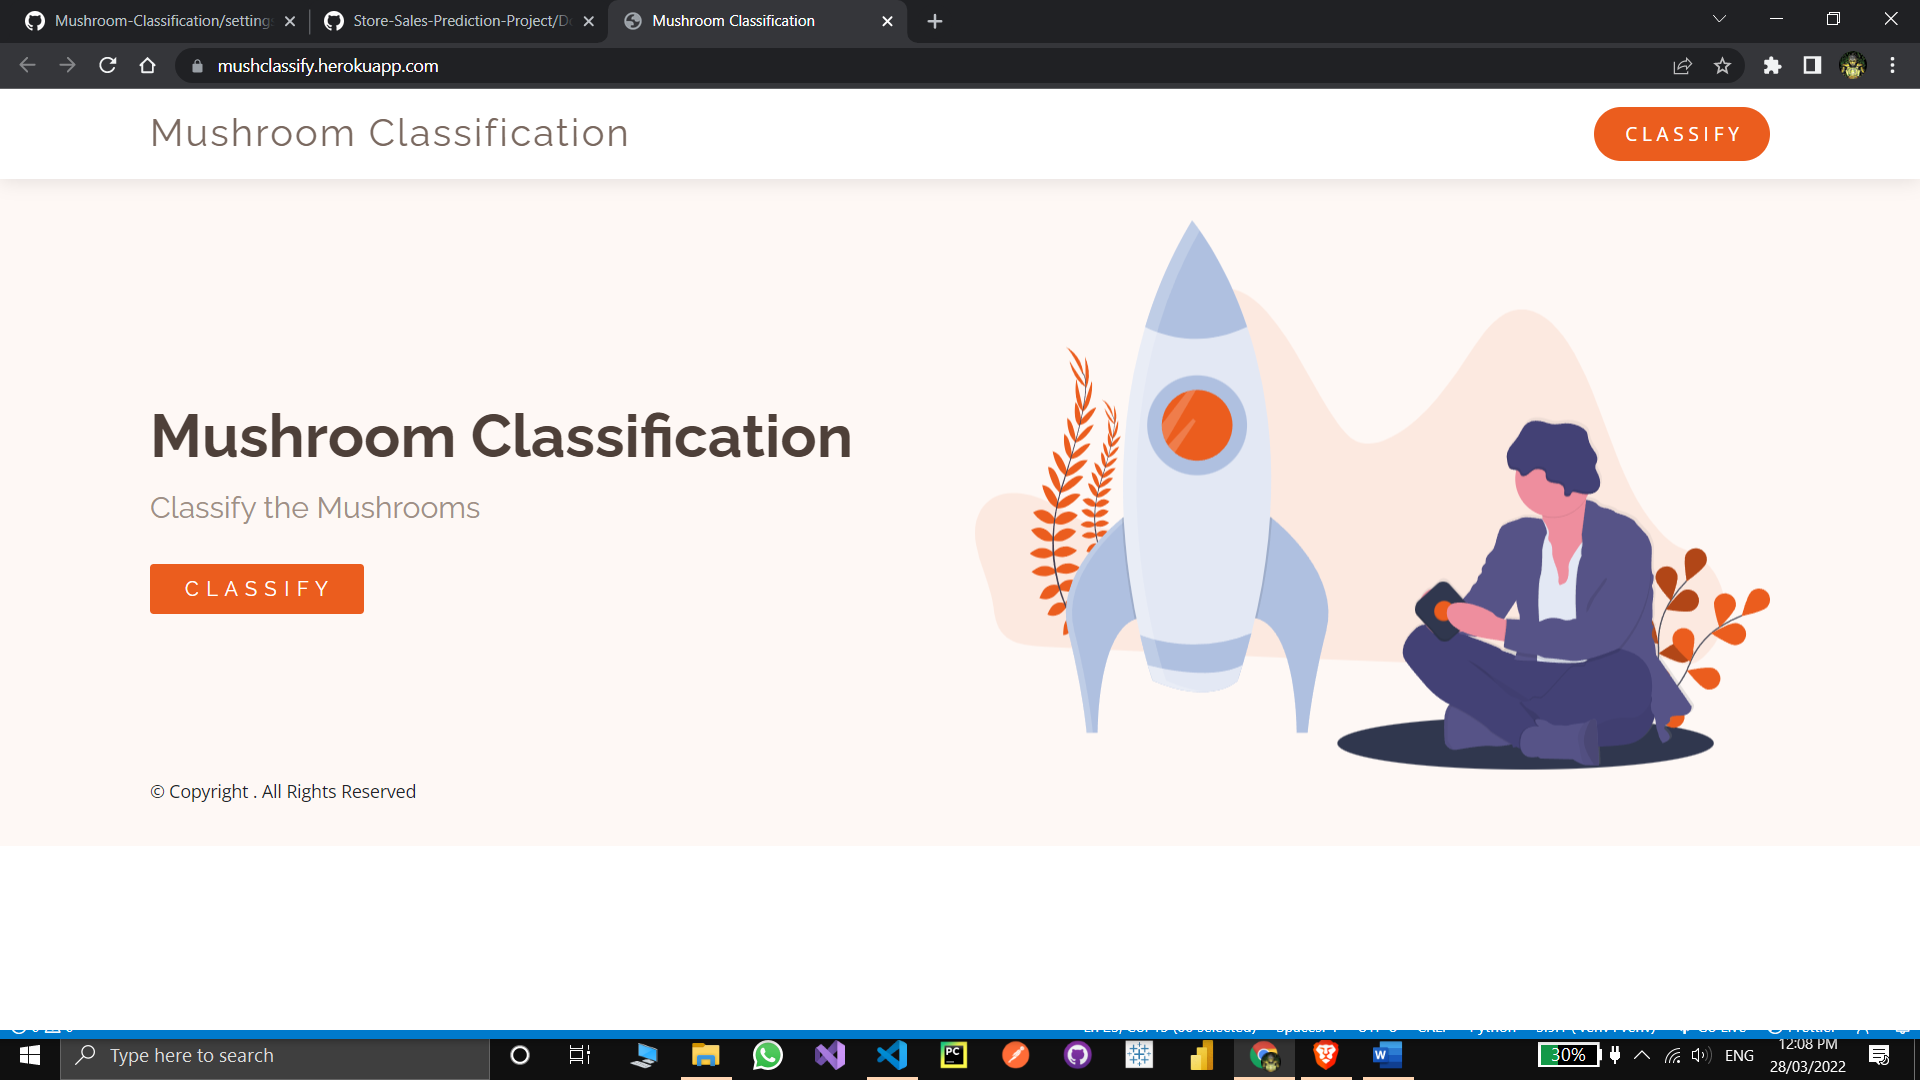 Mushroom-Classification/setting
Store-Sales-Prediction-Project/D
Mushroom Classification
mushclassify.herokuapp.com
Mushroom Classification
CLASSIFY
Mushroom Classification
Classify the Mushrooms
CLASSIFY
© Copyright . All Rights Reserved
Type here to search
PC
W
30%
ENG
12:08 PM
28/03/2022